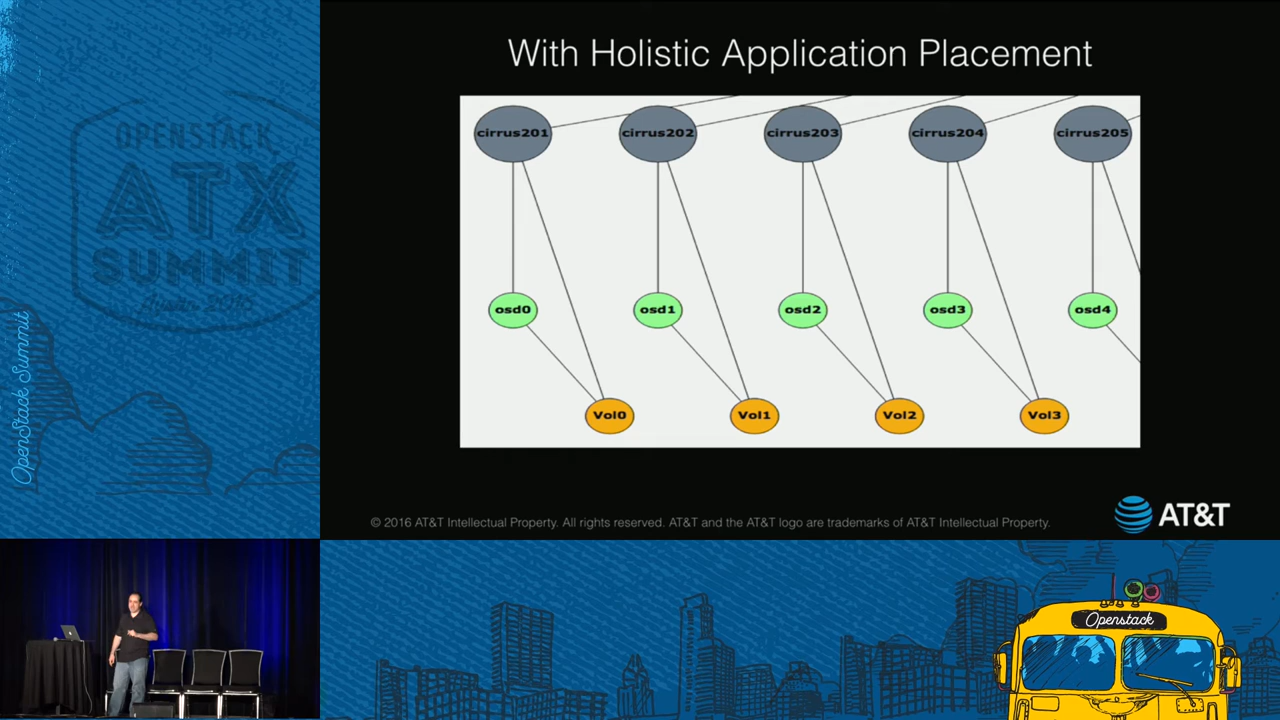 OPENSTACK
ATX
SUMMIT
Austin 2016
OpenStack Summit
With Holistic Application Placement
cirrus201 cirrus202 cirrus203 cirrus204 cirrus205
osd0 osd1 osd2 osd3 osd4
Vol0 Vol1 Vol2 Vol3
© 2016 AT&T Intellectual Property. All rights reserved. AT&T and the AT&T logo are trademarks of AT&T Intellectual Property.
AT&T
Openstack